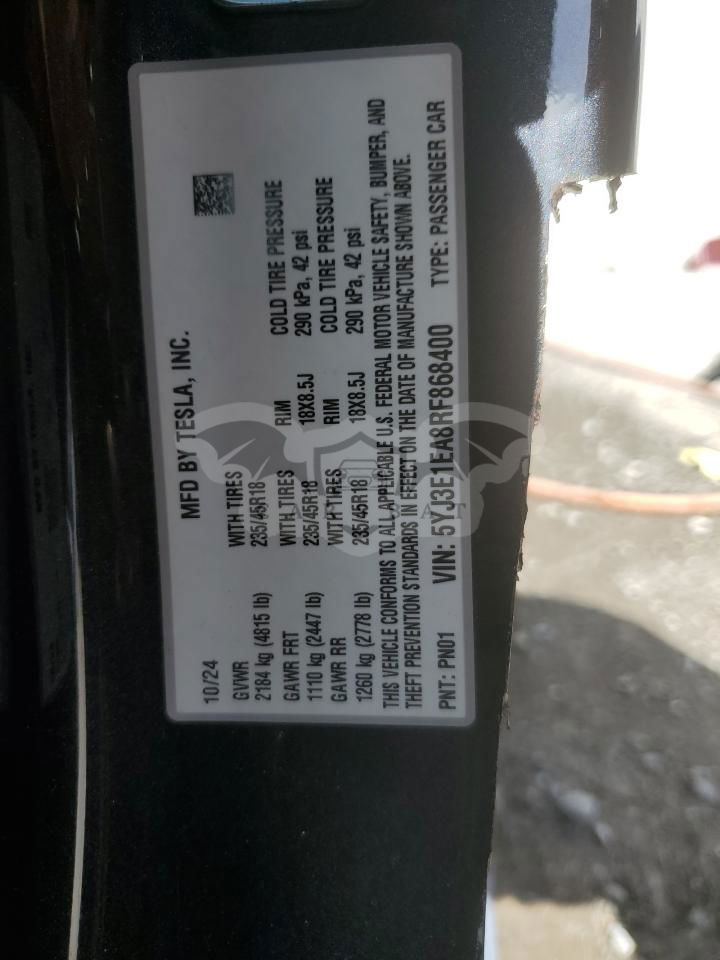 MFD BY TESLA, INC.
10/24
GVWR WITH TIRES RIM COLD TIRE PRESSURE
2184 kg (4815 lb) 235/45R18 18X8.5J 290 kPa, 42 psi
GAWR FRT WITH TIRES RIM COLD TIRE PRESSURE
1110 kg (2447 lb) 235/45R18 18X8.5J 290 kPa, 42 psi
GAWR RR WITH TIRES
1260 kg (2778 lb) 235/45R18
THIS VEHICLE CONFORMS TO ALL APPLICABLE U.S. FEDERAL MOTOR VEHICLE SAFETY, BUMPER, AND
THEFT PREVENTION STANDARDS IN EFFECT ON THE DATE OF MANUFACTURE SHOWN ABOVE.
PNT: PN01 VIN: 5YJ3E1EA8RF868400 TYPE: PASSENGER CAR